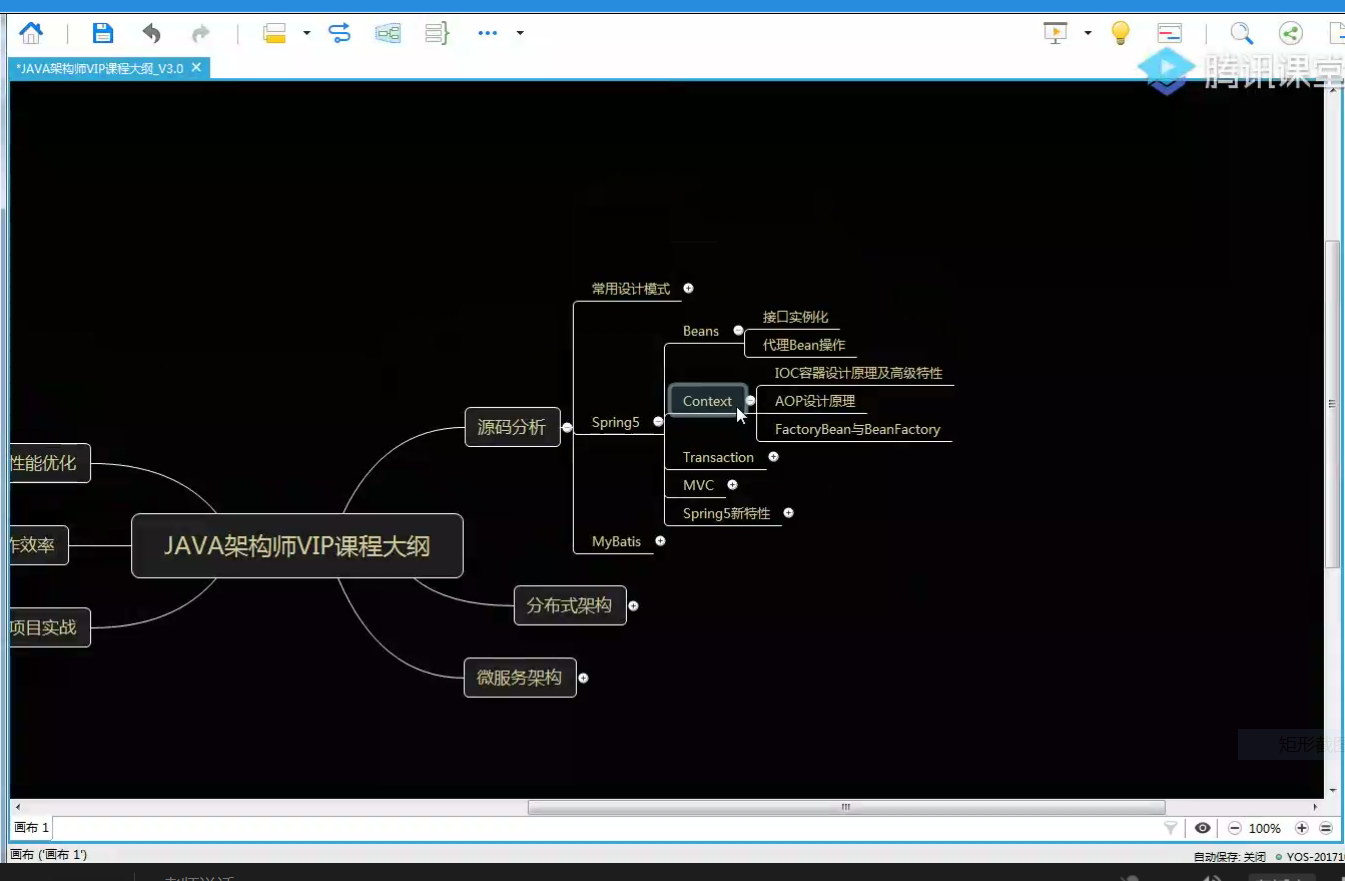 *JAVA架构师VIP课程大纲_V3.0
腾讯课堂
常用设计模式
接口实例化
Beans
代理Bean操作
IOC容器设计原理及高级特性
Context
AOP设计原理
Spring5
源码分析
FactoryBean与BeanFactory
Transaction
性能优化
MVC
Spring5新特性
MyBatis
JAVA架构师VIP课程大纲
作效率
分布式架构
项目实战
微服务架构
矩形截图
画布 1
100%
画布 ('画布 1')
自动保存: 关闭
YOS-20171